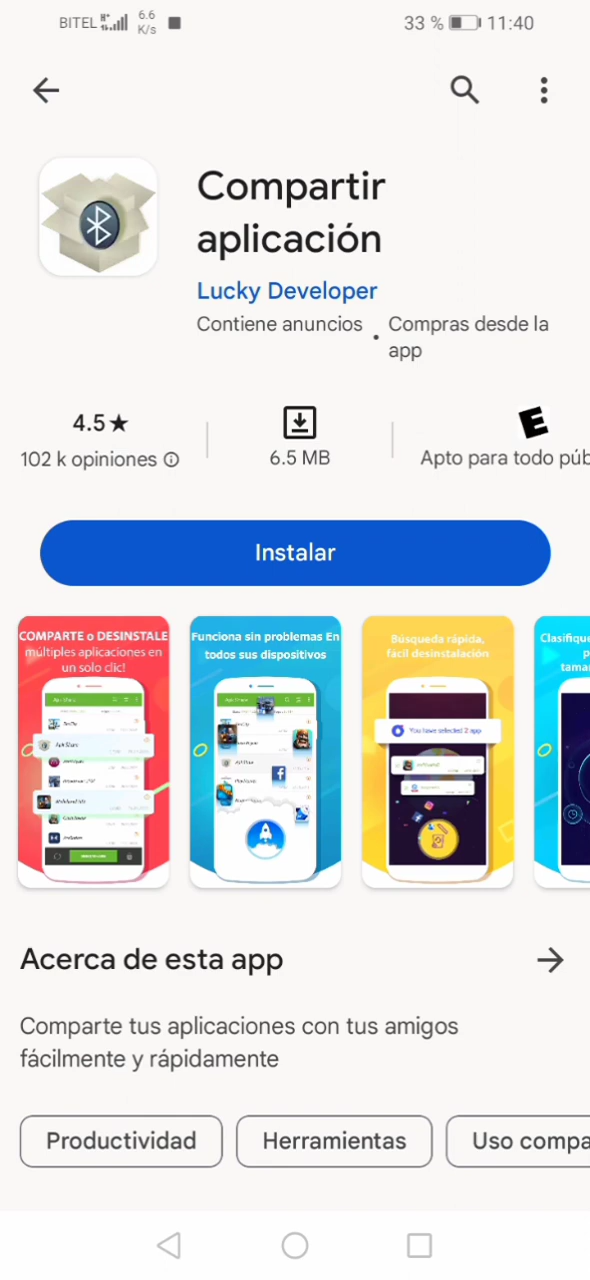 BITEL 6.6 K/s 33 % 11:40
Compartir
aplicación
Lucky Developer
Contiene anuncios · Compras desde la
app
4.5★
102 k opiniones
6.5 MB
E
Apto para todo púb
Instalar
COMPARTE o DESINSTALE
múltiples aplicaciones en
un solo clic!
Funciona sin problemas En
todos sus dispositivos
Búsqueda rápida,
fácil desinstalación
You have selected 2 app
Clasifique
p
tama
Acerca de esta app
Comparte tus aplicaciones con tus amigos
fácilmente y rápidamente
Productividad
Herramientas
Uso compa